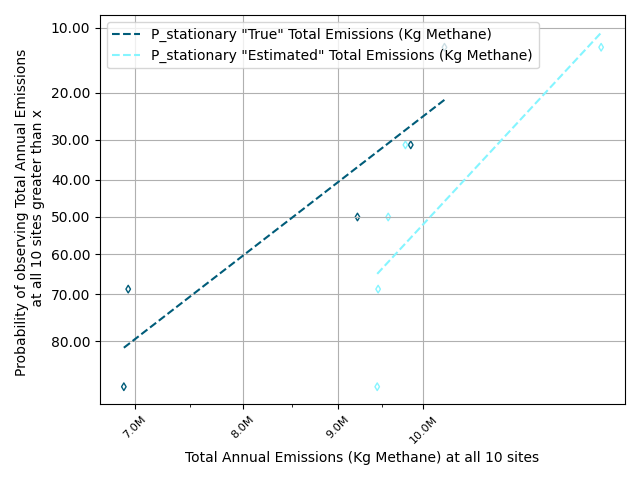 P_stationary "True" Total Emissions (Kg Methane)
P_stationary "Estimated" Total Emissions (Kg Methane)
Probability of observing Total Annual Emissions
at all 10 sites greater than x
10.00
20.00
30.00
40.00
50.00
60.00
70.00
80.00
7.0M
8.0M
9.0M
10.0M
Total Annual Emissions (Kg Methane) at all 10 sites